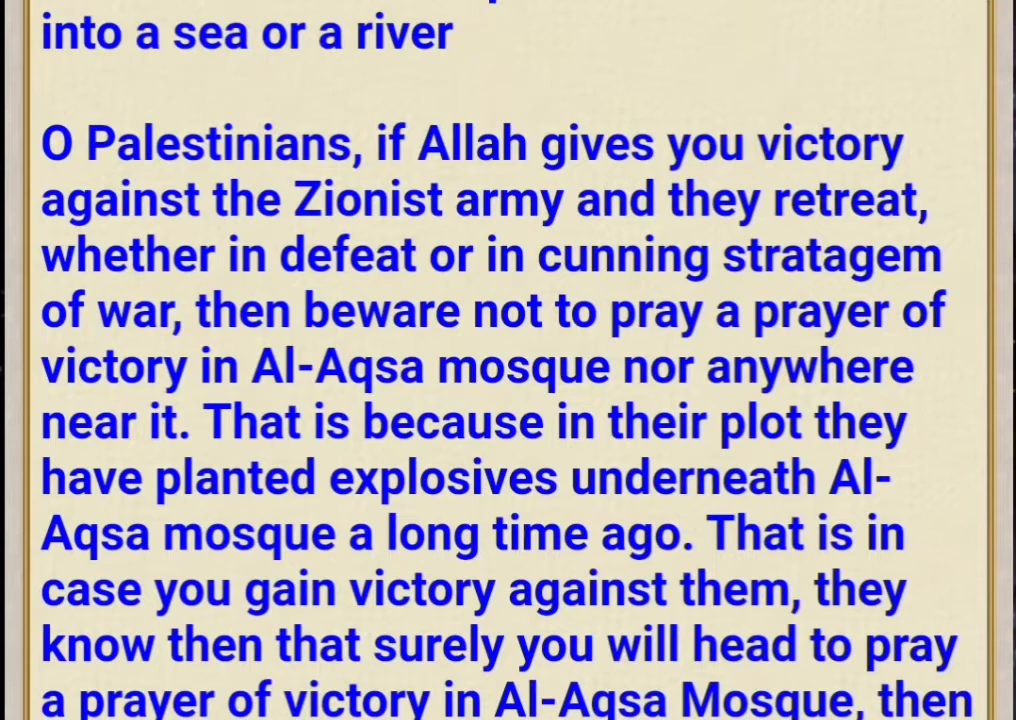 into a sea or a river
O Palestinians, if Allah gives you victory
against the Zionist army and they retreat,
whether in defeat or in cunning stratagem
of war, then beware not to pray a prayer of
victory in Al-Aqsa mosque nor anywhere
near it. That is because in their plot they
have planted explosives underneath Al-
Aqsa mosque a long time ago. That is in
case you gain victory against them, they
know then that surely you will head to pray
a prayer of victory in Al-Aqsa Mosque, then